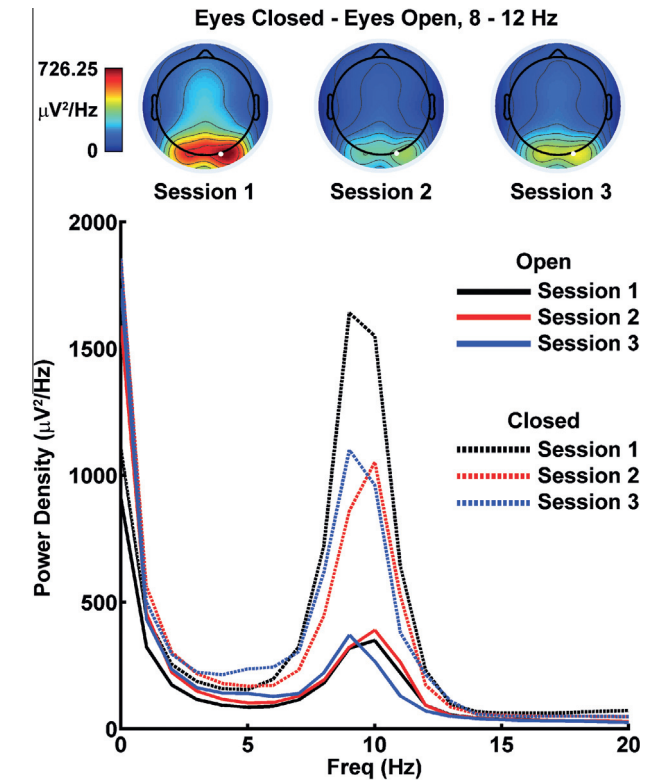 Eyes Closed - Eyes Open, 8 - 12 Hz
726.25
μV²/Hz
0
Session 1
Session 2
Session 3
2000
1500
1000
500
0
Power Density (μV²/Hz)
Open
Session 1
Session 2
Session 3
Closed
Session 1
Session 2
Session 3
0
5
10
15
20
Freq (Hz)